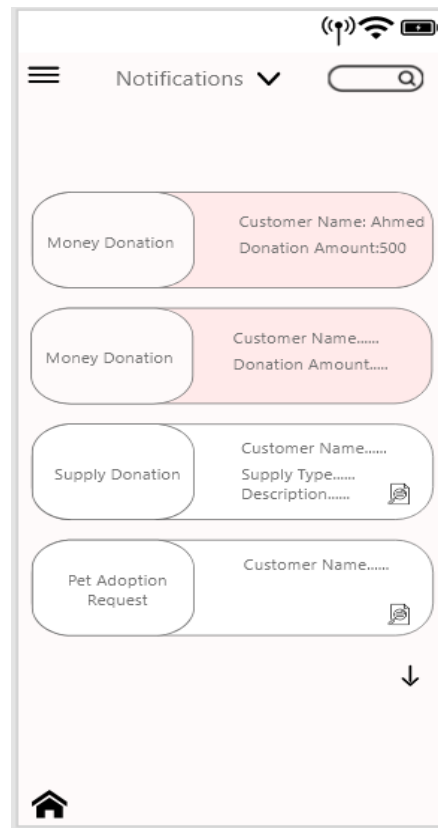 Notifications
Money Donation
Customer Name: Ahmed
Donation Amount:500
Money Donation
Customer Name......
Donation Amount.....
Supply Donation
Customer Name.....
Supply Type......
Description......
Pet Adoption
Request
Customer Name......